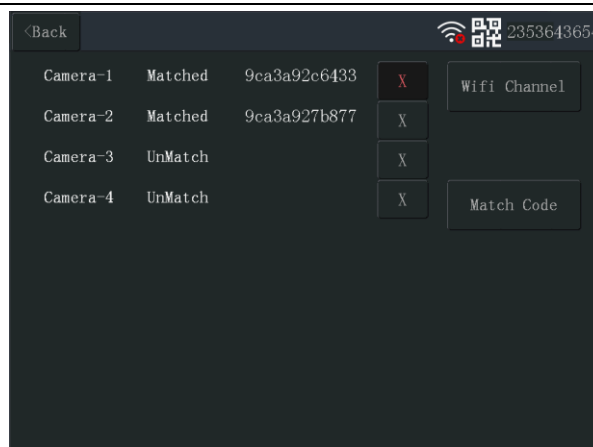 <Back 235364365
Camera-1 Matched 9ca3a92c6433 X Wifi Channel
Camera-2 Matched 9ca3a927b877 X
Camera-3 UnMatch X
Camera-4 UnMatch X Match Code